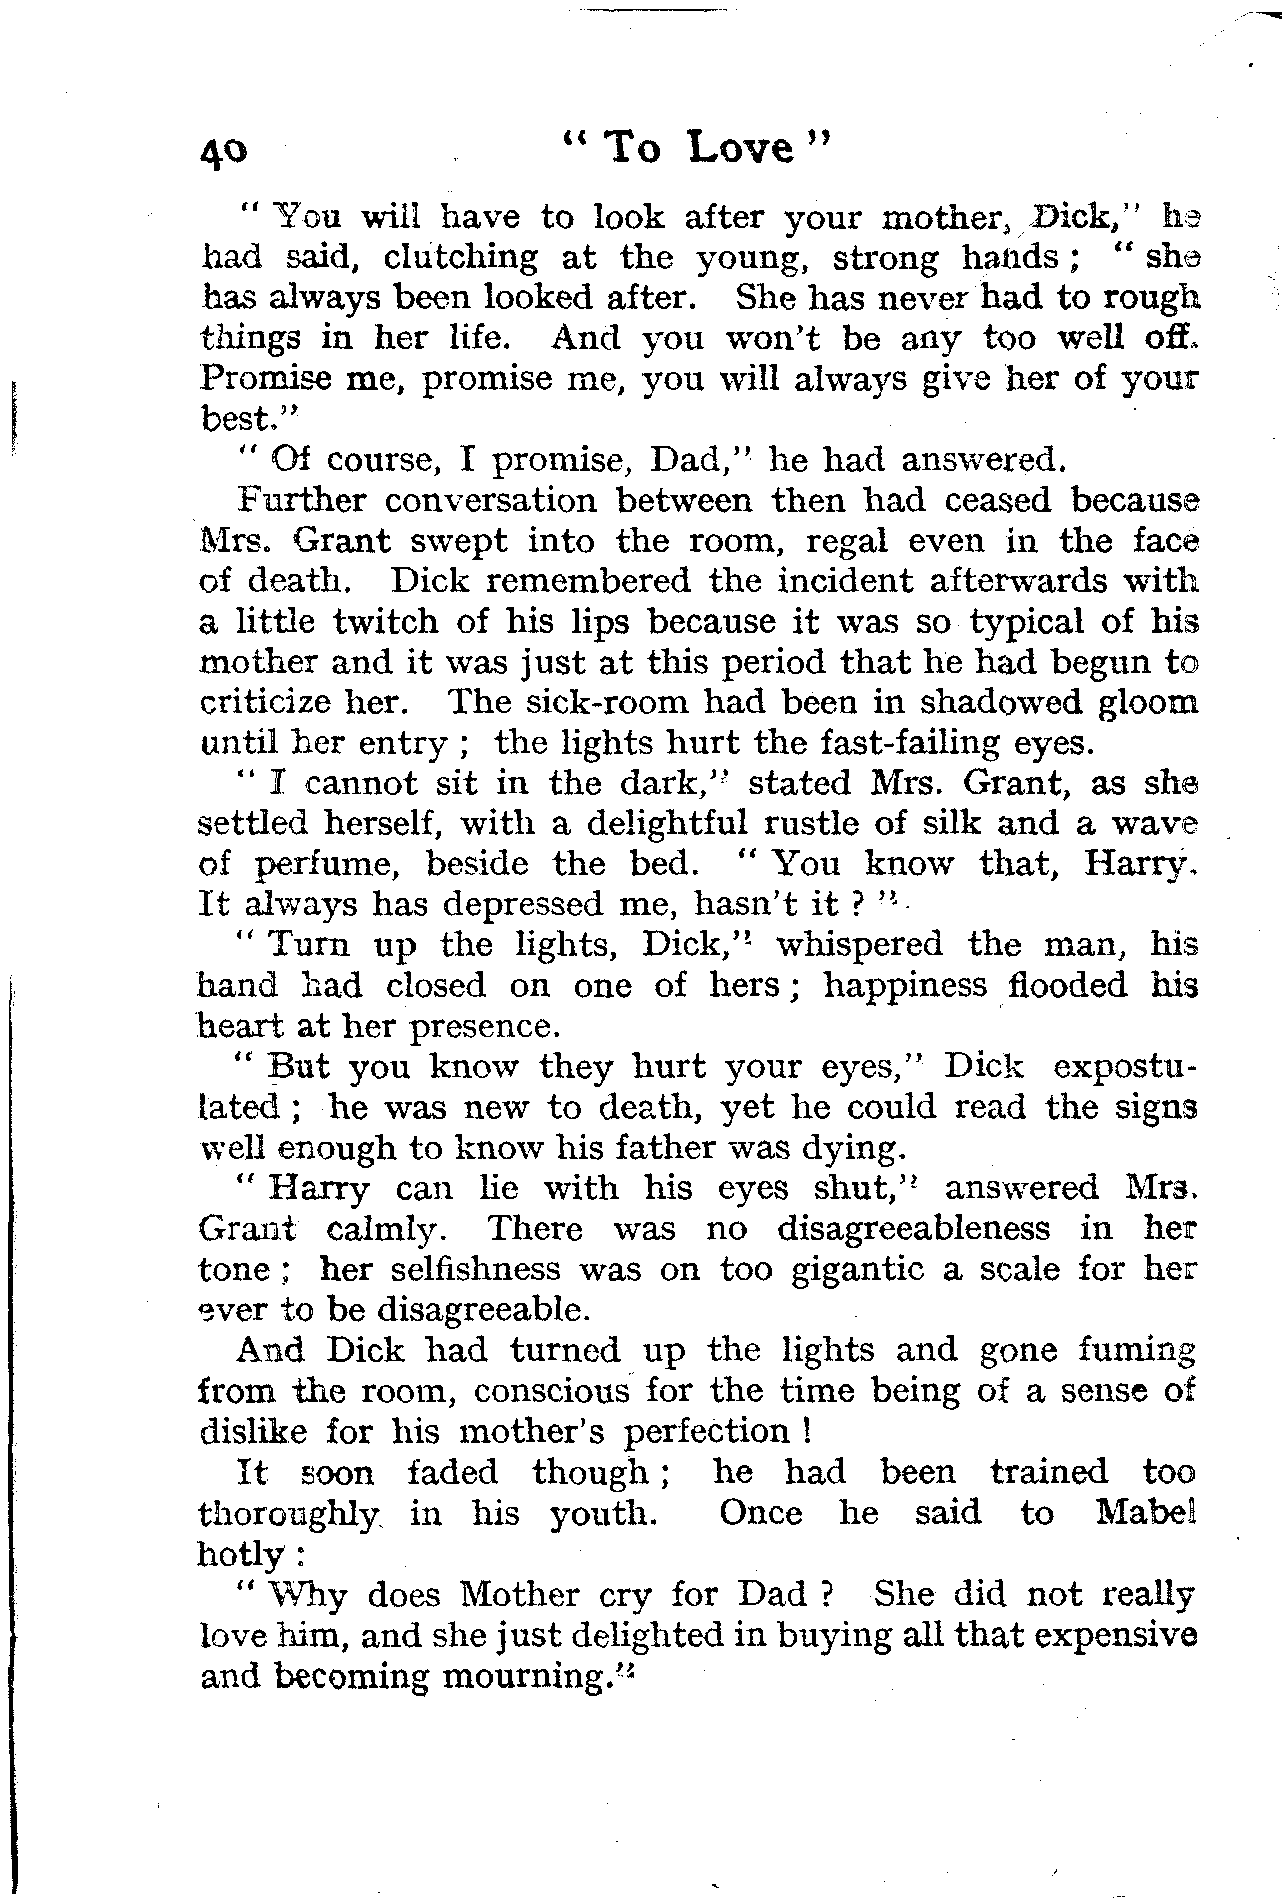 40 " To Love "
" You will have to look after your mother, Dick," he
had said, clutching at the young, strong hands ; " she
has always been looked after. She has never had to rough
things in her life. And you won't be any too well off.
Promise me, promise me, you will always give her of your
best."
" Of course, I promise, Dad," he had answered.
Further conversation between then had ceased because
Mrs. Grant swept into the room, regal even in the face
of death. Dick remembered the incident afterwards with
a little twitch of his lips because it was so typical of his
mother and it was just at this period that he had begun to
criticize her. The sick-room had been in shadowed gloom
until her entry ; the lights hurt the fast-failing eyes.
" I cannot sit in the dark," stated Mrs. Grant, as she
settled herself, with a delightful rustle of silk and a wave
of perfume, beside the bed. " You know that, Harry.
It always has depressed me, hasn't it ? "
" Turn up the lights, Dick," whispered the man, his
hand had closed on one of hers ; happiness flooded his
heart at her presence.
" But you know they hurt your eyes," Dick expostu-
lated ; he was new to death, yet he could read the signs
well enough to know his father was dying.
" Harry can lie with his eyes shut," answered Mrs.
Grant calmly. There was no disagreeableness in her
tone ; her selfishness was on too gigantic a scale for her
ever to be disagreeable.
And Dick had turned up the lights and gone fuming
from the room, conscious for the time being of a sense of
dislike for his mother's perfection !
It soon faded though ; he had been trained too
thoroughly in his youth. Once he said to Mabel
hotly :
" Why does Mother cry for Dad ? She did not really
love him, and she just delighted in buying all that expensive
and becoming mourning."